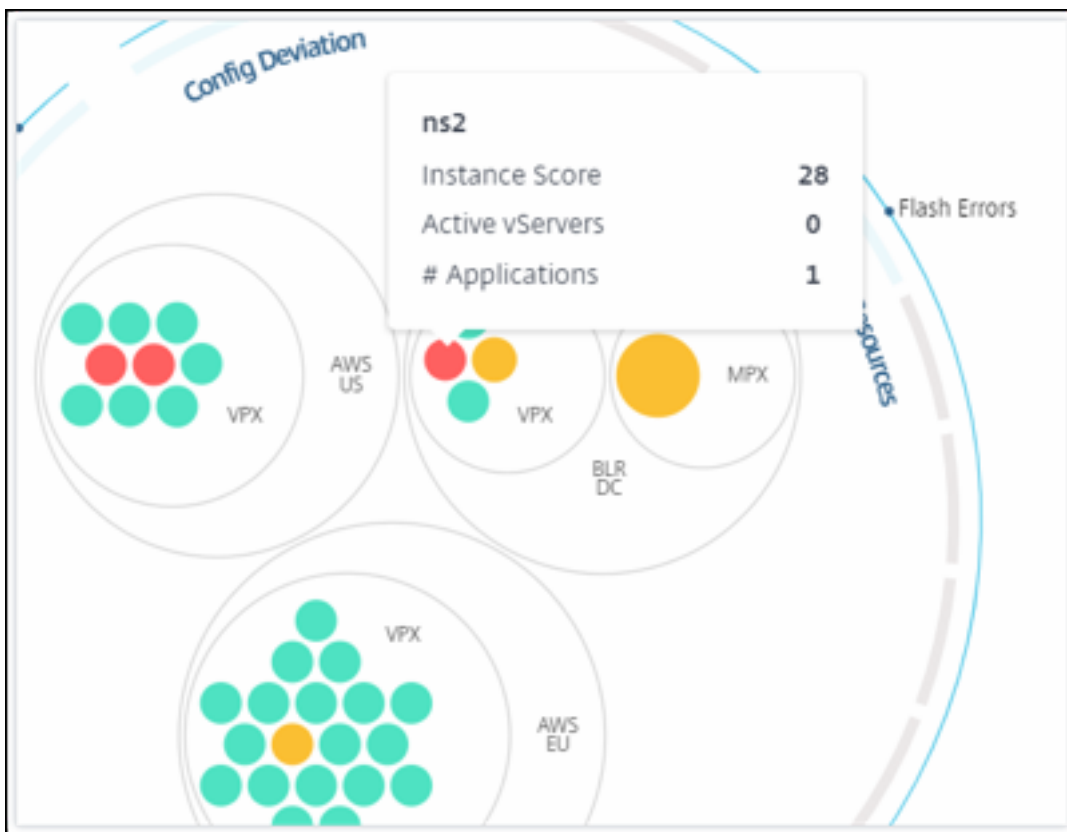 Config Deviation
ns2
Instance Score 28
Active vServers 0
# Applications 1
Flash Errors
AWS
US
VPX
VPX
MPX
BLR
DC
VPX
AWS
EU